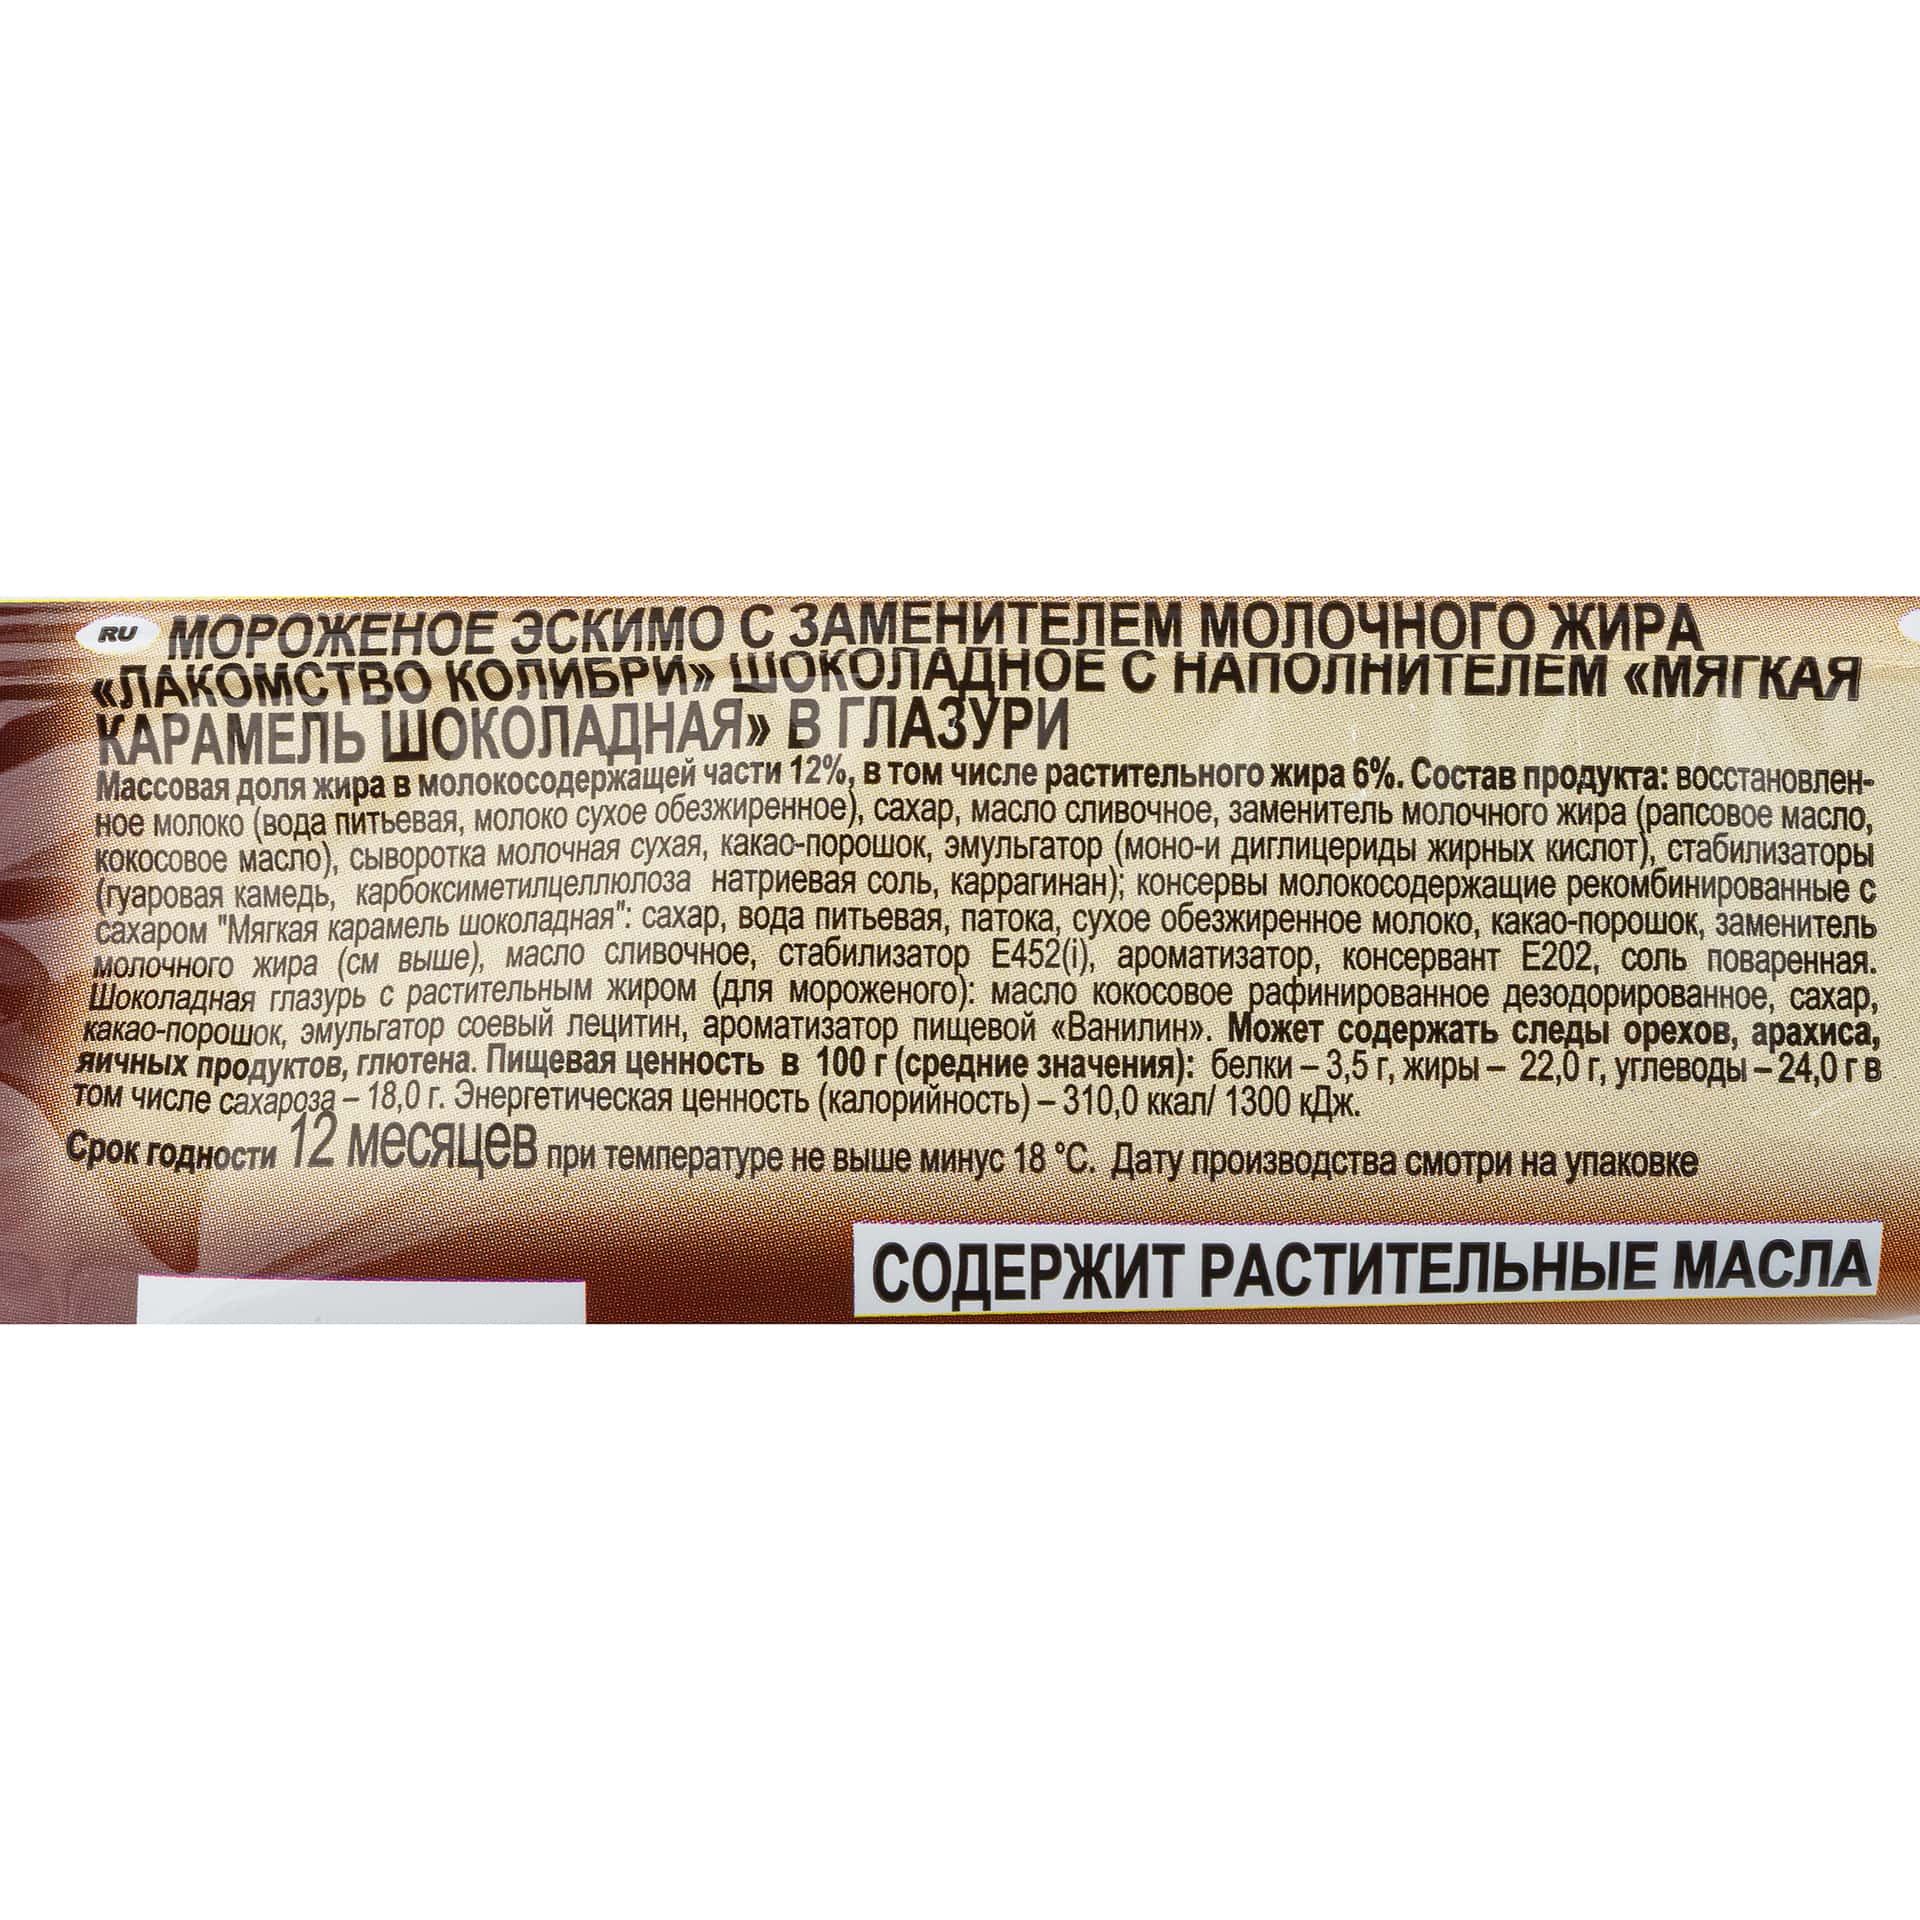 RU МОРОЖЕНОЕ ЭСКИМО С ЗАМЕНИТЕЛЕМ МОЛОЧНОГО ЖИРА
«ЛАКОМСТВО КОЛИБРИ» ШОКОЛАДНОЕ С НАПОЛНИТЕЛЕМ «МЯГКАЯ
КАРАМЕЛЬ ШОКОЛАДНАЯ» В ГЛАЗУРИ
Массовая доля жира в молокосодержащей части 12%, в том числе растительного жира 6%. Состав продукта: восстановлен-
ное молоко (вода питьевая, молоко сухое обезжиренное), сахар, масло сливочное, заменитель молочного жира (рапсовое масло,
кокосовое масло), сыворотка молочная сухая, какао-порошок, эмульгатор (моно-и диглицериды жирных кислот), стабилизаторы
(гуаровая камедь, карбоксиметилцеллюлоза натриевая соль, каррагинан); консервы молокосодержащие рекомбинированные с
сахаром "Мягкая карамель шоколадная": сахар, вода питьевая, патока, сухое обезжиренное молоко, какао-порошок, заменитель
молочного жира (см выше), масло сливочное, стабилизатор Е452(i), ароматизатор, консервант Е202, соль поваренная.
Шоколадная глазурь с растительным жиром (для мороженого): масло кокосовое рафинированное дезодорированное, сахар,
какао-порошок, эмульгатор соевый лецитин, ароматизатор пищевой «Ванилин». Может содержать следы орехов, арахиса,
яичных продуктов, глютена. Пищевая ценность в 100 г (средние значения): белки – 3,5 г, жиры – 22,0 г, углеводы – 24,0 г в
том числе сахароза – 18,0 г. Энергетическая ценность (калорийность) – 310,0 ккал/ 1300 кДж.
Срок годности 12 месяцев при температуре не выше минус 18 °С. Дату производства смотри на упаковке
СОДЕРЖИТ РАСТИТЕЛЬНЫЕ МАСЛА